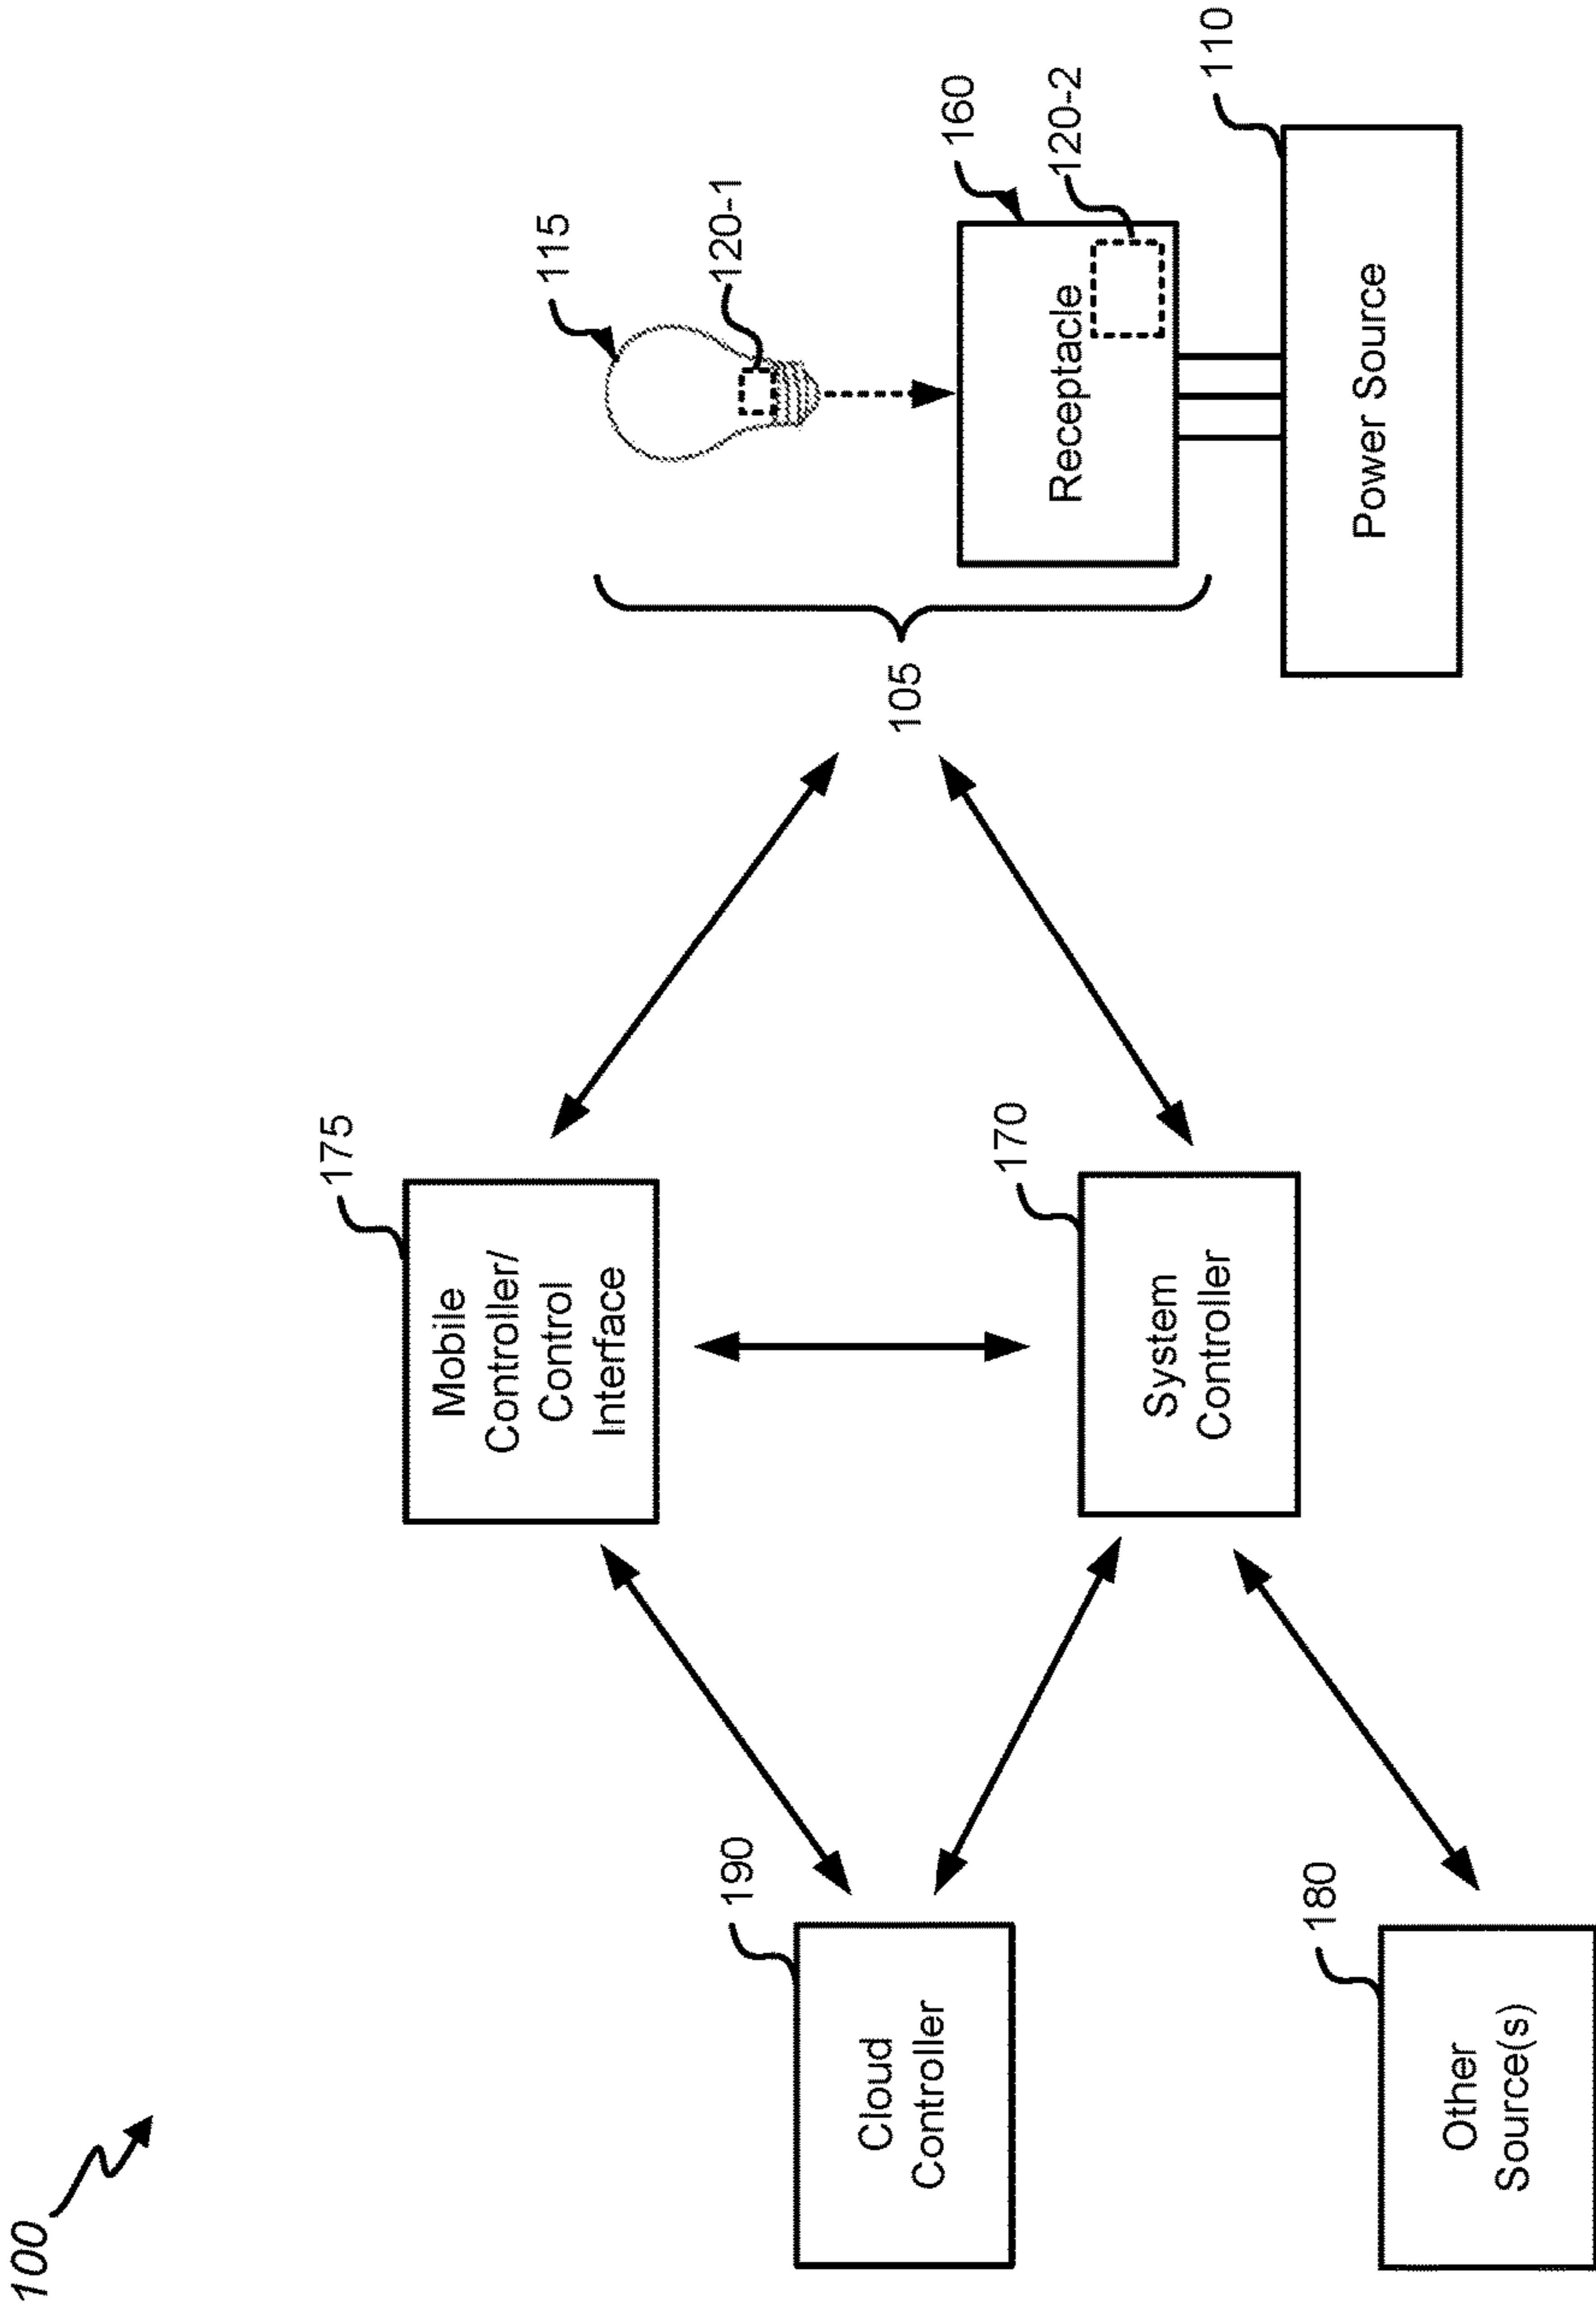 100
190
Cloud
Controller
180
Other
Source(s)
175
Mobile
Controller/
Control
Interface
170
System
Controller
105
115
120-1
160
Receptacle
120-2
110
Power Source